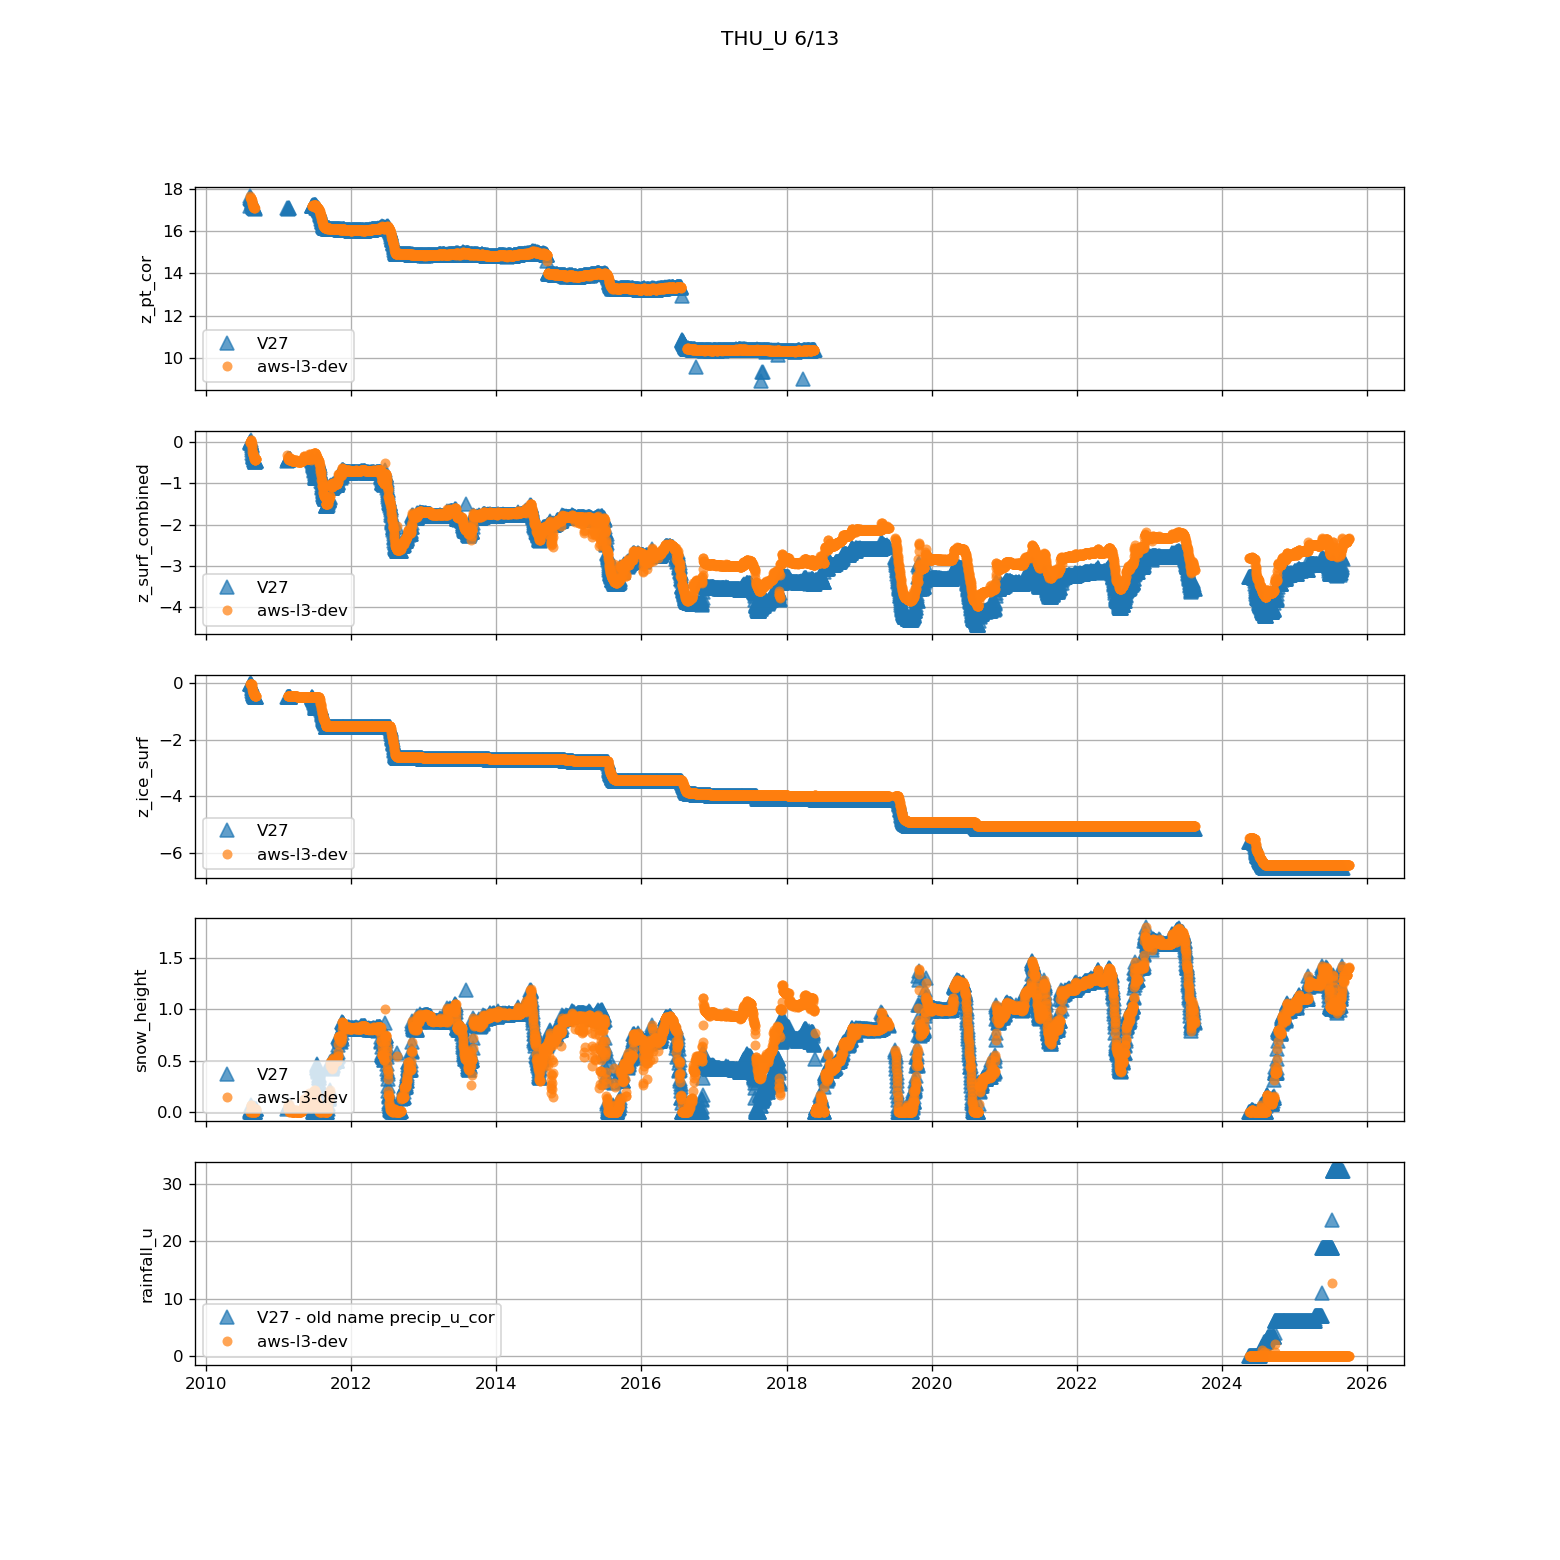 THU_U 6/13
z_pt_cor
18
16
14
12
10
V27
aws-l3-dev
z_surf_combined
0
−1
−2
−3
−4
V27
aws-l3-dev
z_ice_surf
0
−2
−4
−6
V27
aws-l3-dev
snow_height
1.5
1.0
0.5
0.0
V27
aws-l3-dev
rainfall_u
30
20
10
0
V27 - old name precip_u_cor
aws-l3-dev
2010 2012 2014 2016 2018 2020 2022 2024 2026